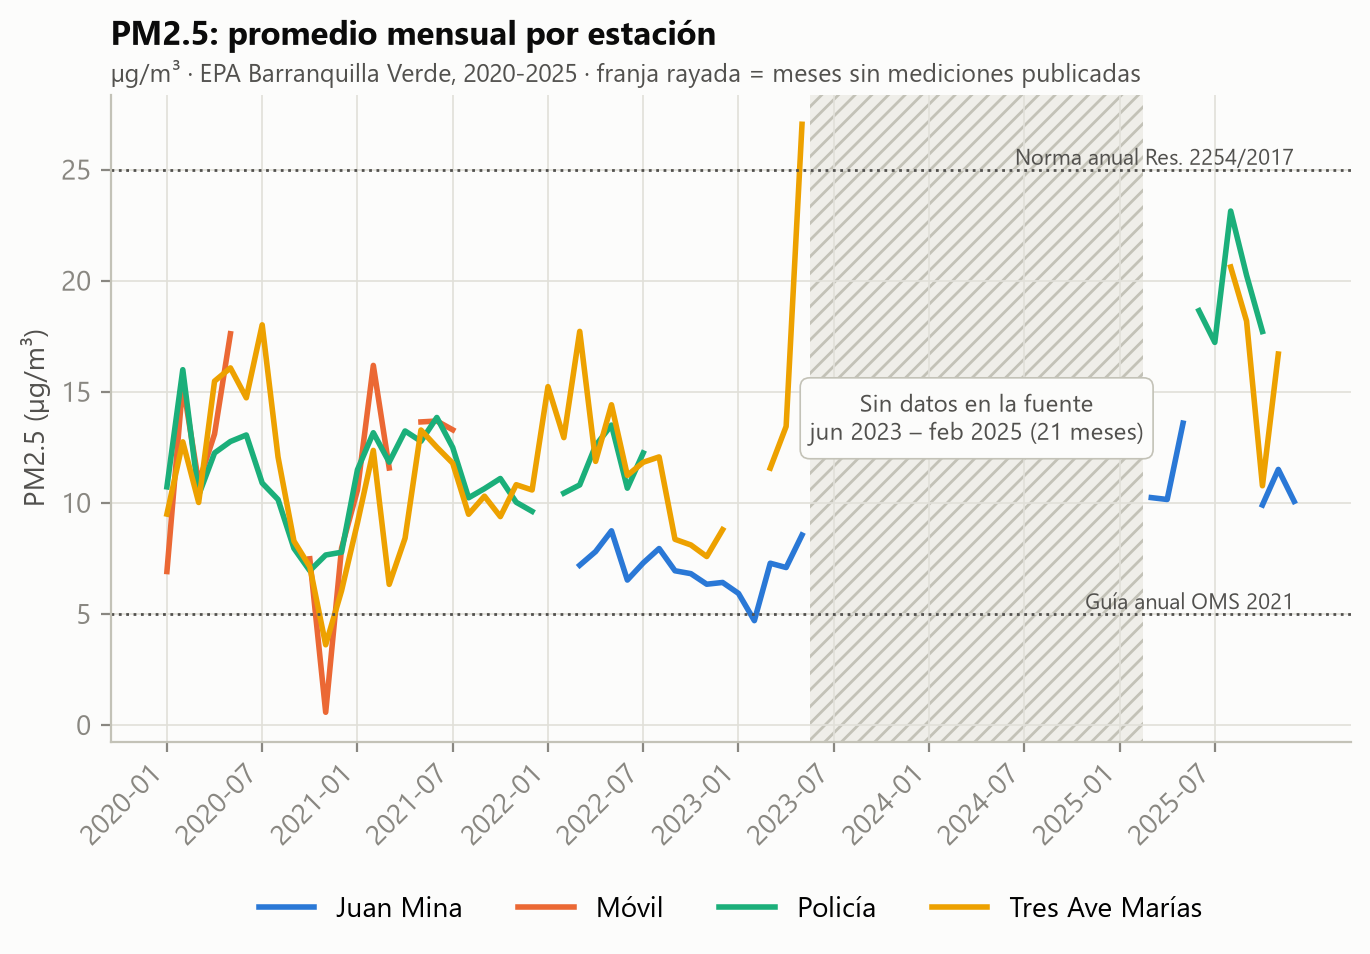 PM2.5: promedio mensual por estación
µg/m³ · EPA Barranquilla Verde, 2020-2025 · franja rayada = meses sin mediciones publicadas
PM2.5 (µg/m³)
25
20
15
10
5
0
Norma anual Res. 2254/2017
Sin datos en la fuente
jun 2023 – feb 2025 (21 meses)
Guía anual OMS 2021
2020-01
2020-07
2021-01
2021-07
2022-01
2022-07
2023-01
2023-07
2024-01
2024-07
2025-01
2025-07
Juan Mina
Móvil
Policía
Tres Ave Marías